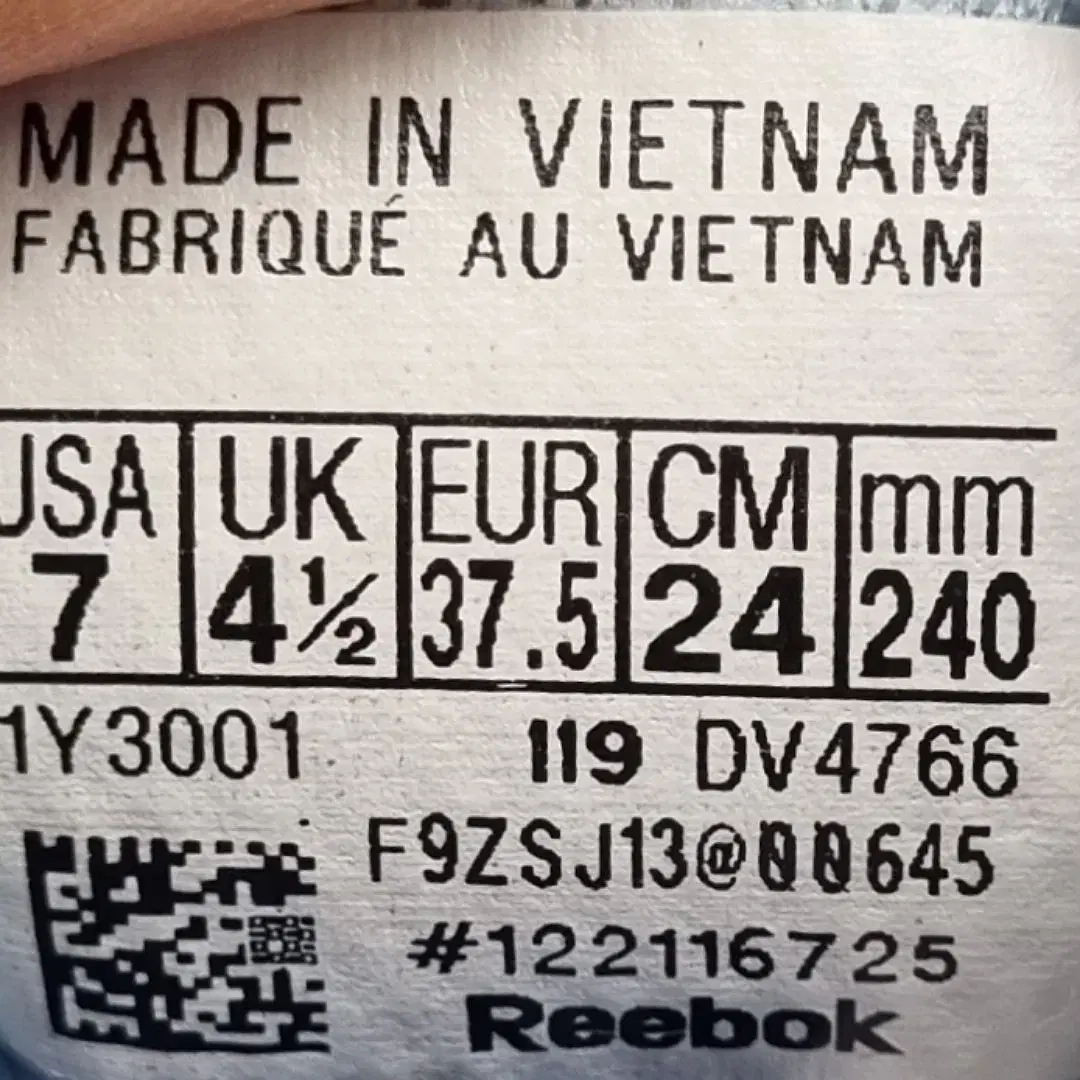 MADE IN VIETNAM
FABRIQUÉ AU VIETNAM
USA UK EUR CM mm
7 4½ 37.5 24 240
1Y3001 119 DV4766
F9ZSJ13@00645
#122116725
Reebok